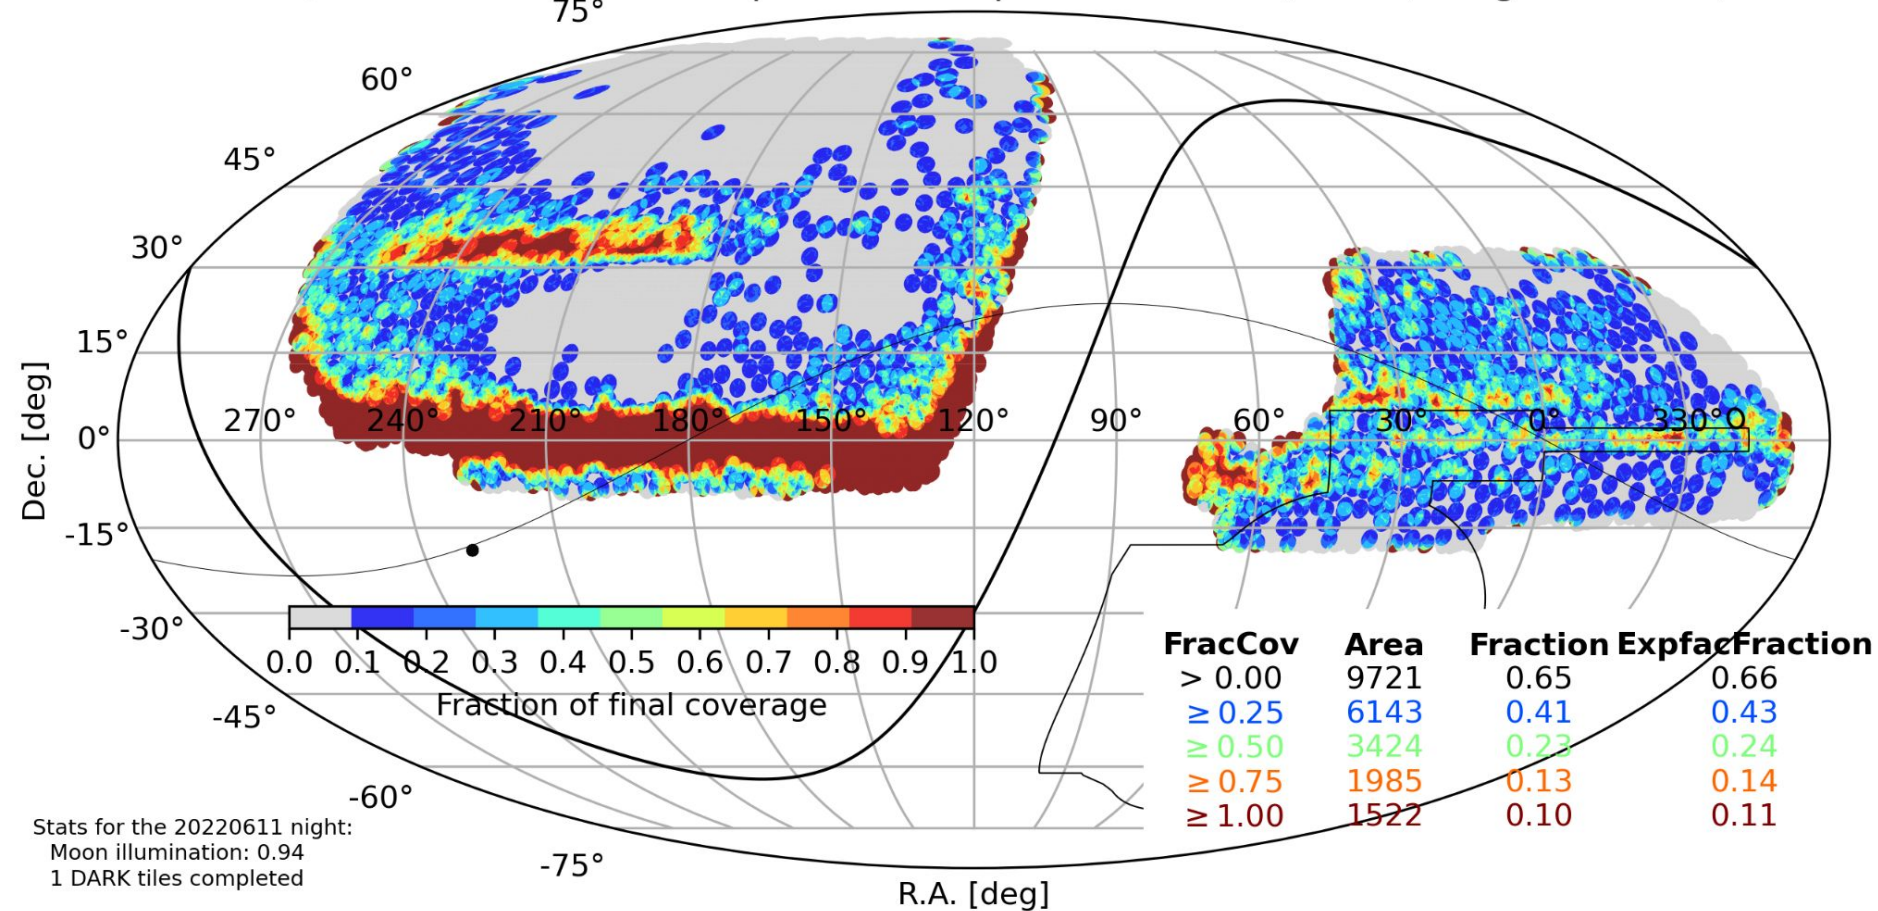 75°
60°
45°
30°
15°
0°
-15°
-30°
-45°
-60°
-75°
Dec. [deg]
270° 240° 210° 180° 150° 120° 90° 60° 30° 0° 330°
0.0 0.1 0.2 0.3 0.4 0.5 0.6 0.7 0.8 0.9 1.0
Fraction of final coverage
FracCov Area Fraction ExpfacFraction
> 0.00 9721 0.65 0.66
≥ 0.25 6143 0.41 0.43
≥ 0.50 3424 0.23 0.24
≥ 0.75 1985 0.13 0.14
≥ 1.00 1522 0.10 0.11
Stats for the 20220611 night:
Moon illumination: 0.94
1 DARK tiles completed
R.A. [deg]